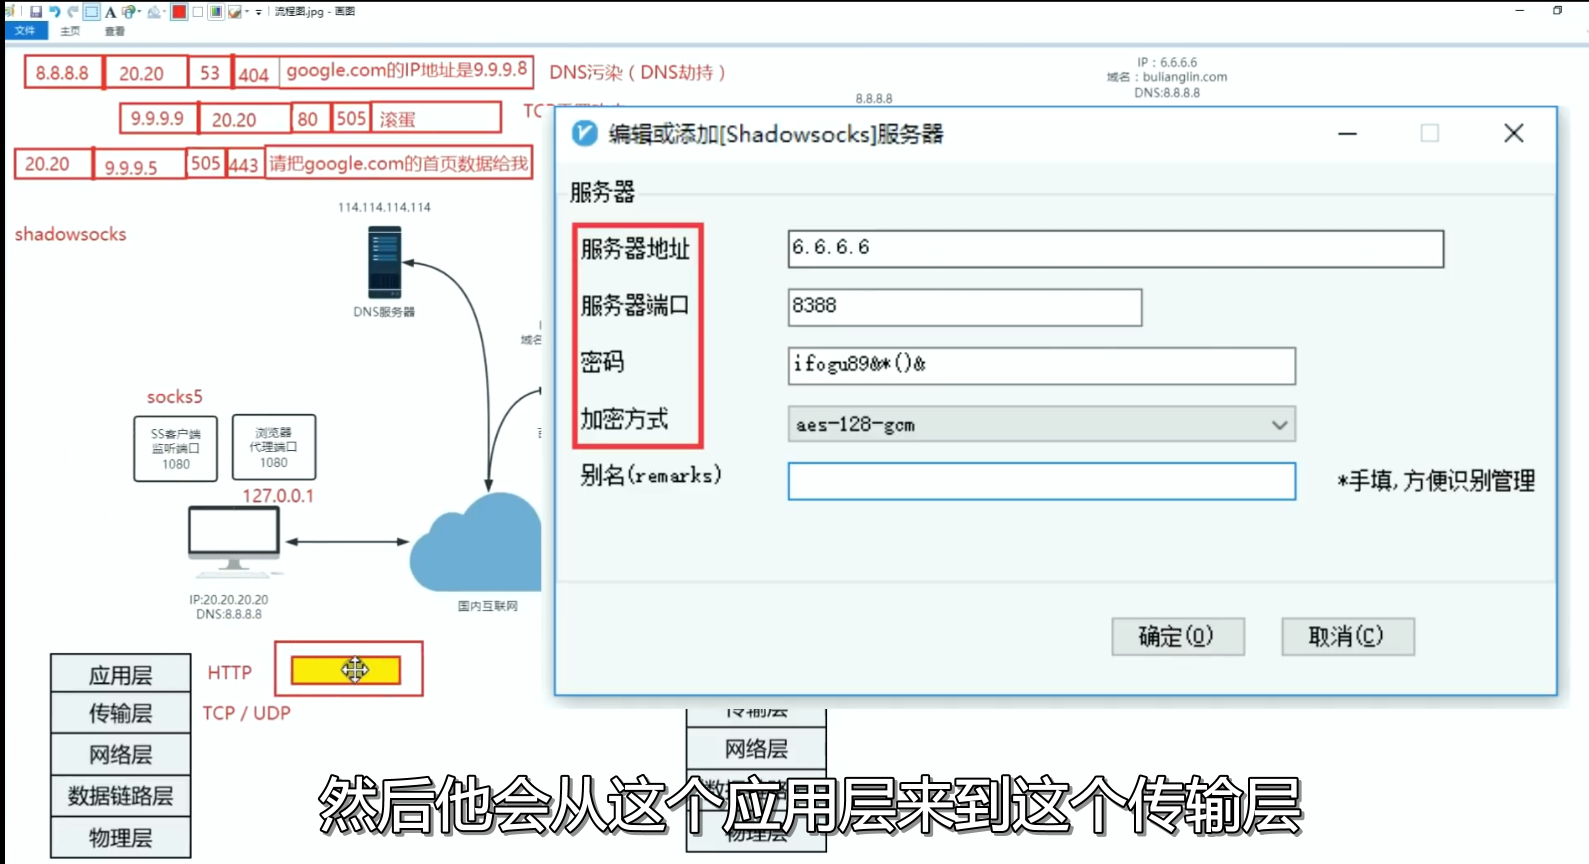 流程图.jpg - 画图
文件 主页 查看
8.8.8.8 20.20 53 404 google.com的IP地址是9.9.9.8 DNS污染（DNS劫持）
9.9.9.9 20.20 80 505 滚蛋
20.20 9.9.9.5 505 443 请把google.com的首页数据给我
8.8.8.8
IP：6.6.6.6
域名：bulianglin.com
DNS:8.8.8.8
114.114.114.114
shadowsocks
DNS服务器
socks5
SS客户端
监听端口
1080
浏览器
代理端口
1080
127.0.0.1
IP:20.20.20.20
DNS:8.8.8.8
国内互联网
编辑或添加[Shadowsocks]服务器
服务器
服务器地址 6.6.6.6
服务器端口 8388
密码 ifogu89&*()&
加密方式 aes-128-gcm
别名(remarks) *手填,方便识别管理
确定(O) 取消(C)
应用层 HTTP
传输层 TCP / UDP
网络层
数据链路层
物理层
传输层
网络层
物理层
然后他会从这个应用层来到这个传输层